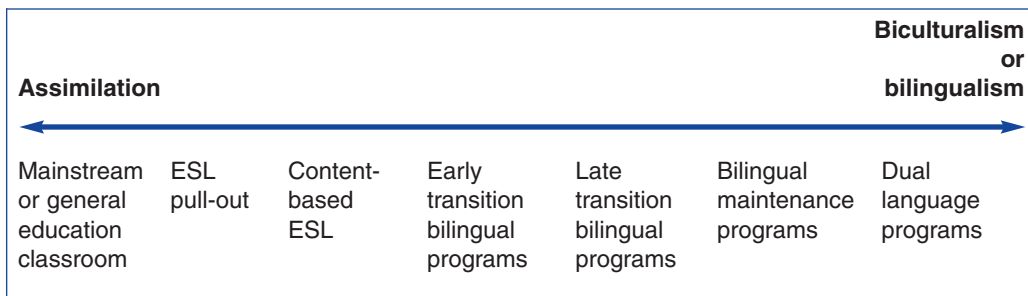 Biculturalism
or
Assimilation
bilingualism
Mainstream
or general
education
classroom
ESL
pull-out
Content-
based
ESL
Early
transition
bilingual
programs
Late
transition
bilingual
programs
Bilingual
maintenance
programs
Dual
language
programs